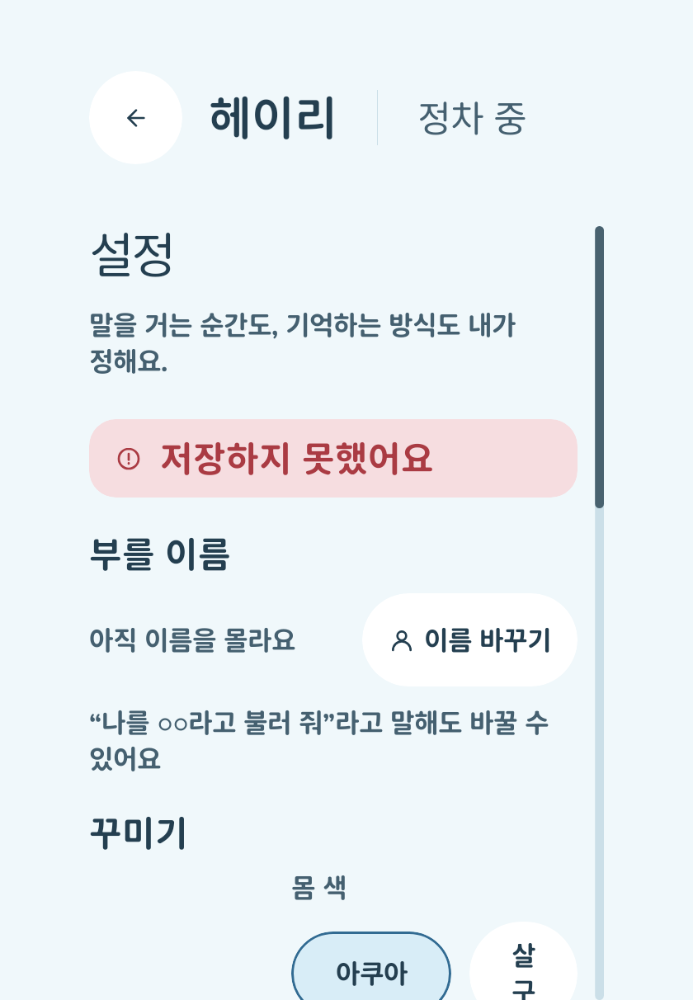 헤이리
정차 중
설정
말을 거는 순간도, 기억하는 방식도 내가
정해요.
저장하지 못했어요
부를 이름
아직 이름을 몰라요
이름 바꾸기
“나를 ○○라고 불러 줘”라고 말해도 바꿀 수
있어요
꾸미기
몸 색
아쿠아
살
구